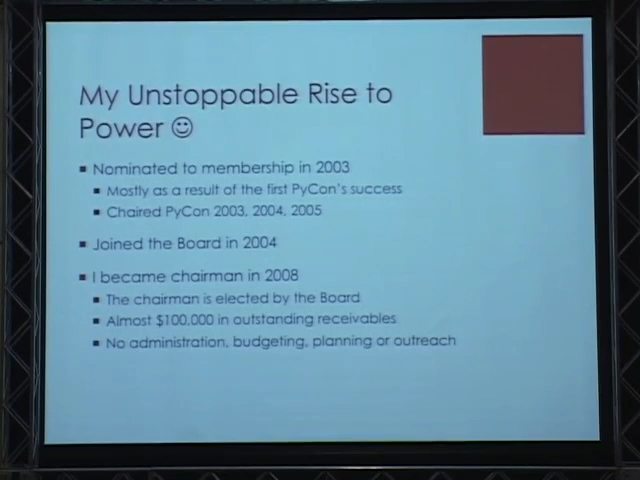 My Unstoppable Rise to
Power ☺
▪ Nominated to membership in 2003
▪ Mostly as a result of the first PyCon's success
▪ Chaired PyCon 2003, 2004, 2005
▪ Joined the Board in 2004
▪ I became chairman in 2008
▪ The chairman is elected by the Board
▪ Almost $100,000 in outstanding receivables
▪ No administration, budgeting, planning or outreach